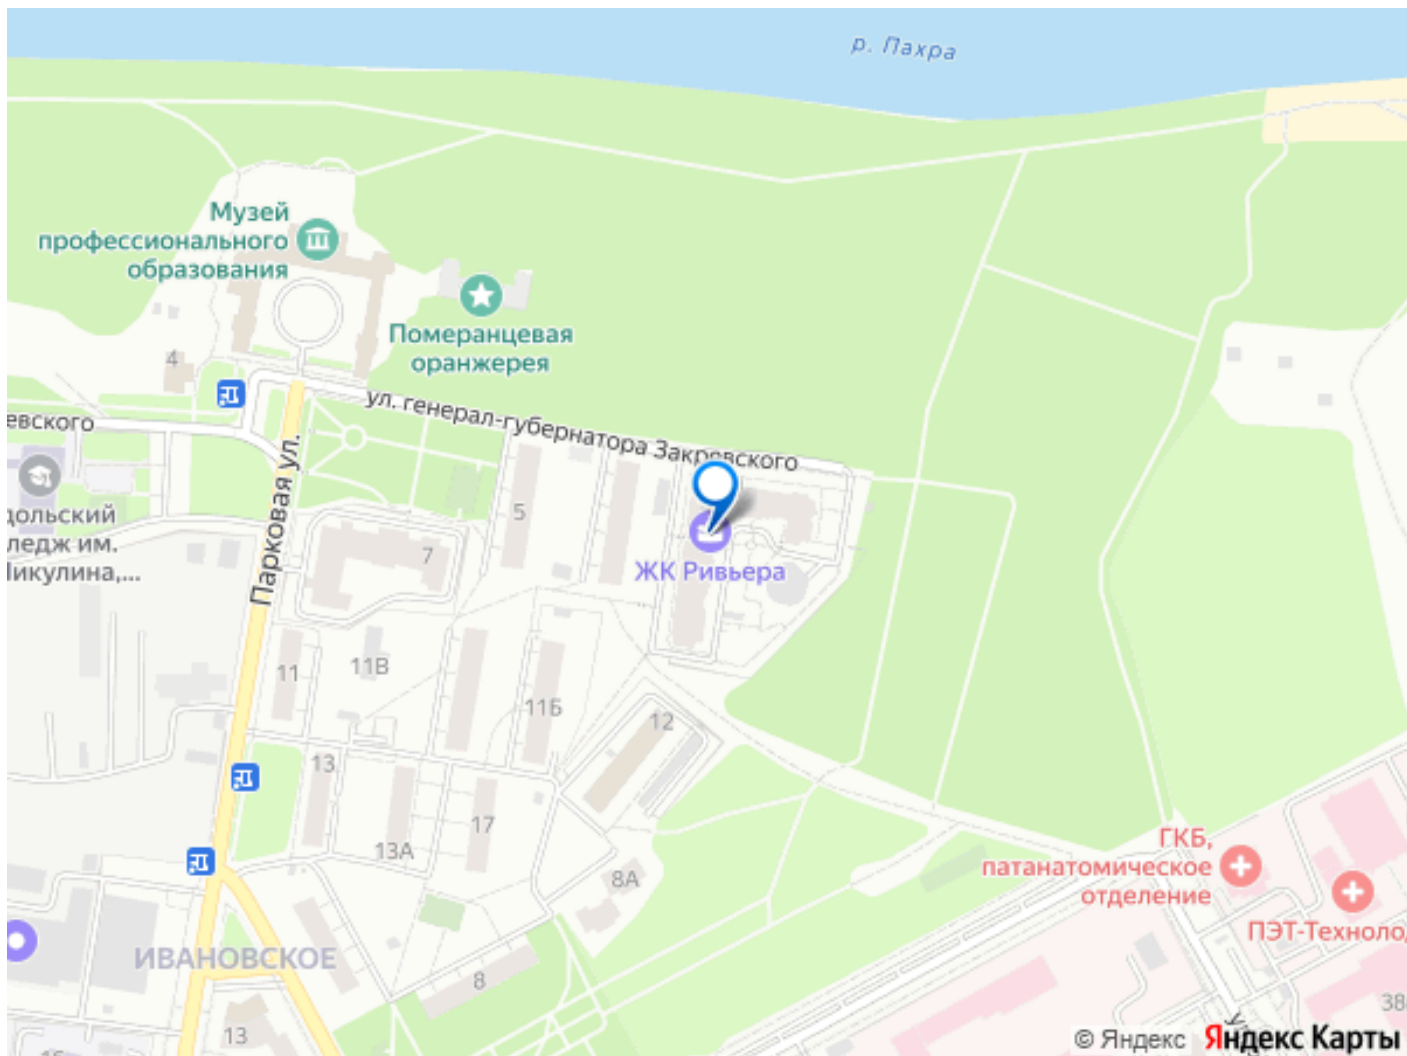 р. Пахра
Музей
профессионального
образования
Померанцевая
оранжерея
4
ул. генерал-губернатора Закревского
евского
Парковая ул.
дольский
ледж им.
Никулина,...
5
7
ЖК Ривьера
11
11В
11Б
12
13
13А
17
8А
ГКБ,
патанатомическое
отделение
ПЭТ-Техноло
ИВАНОВСКОЕ
8
13
38
© Яндекс Яндекс Карты